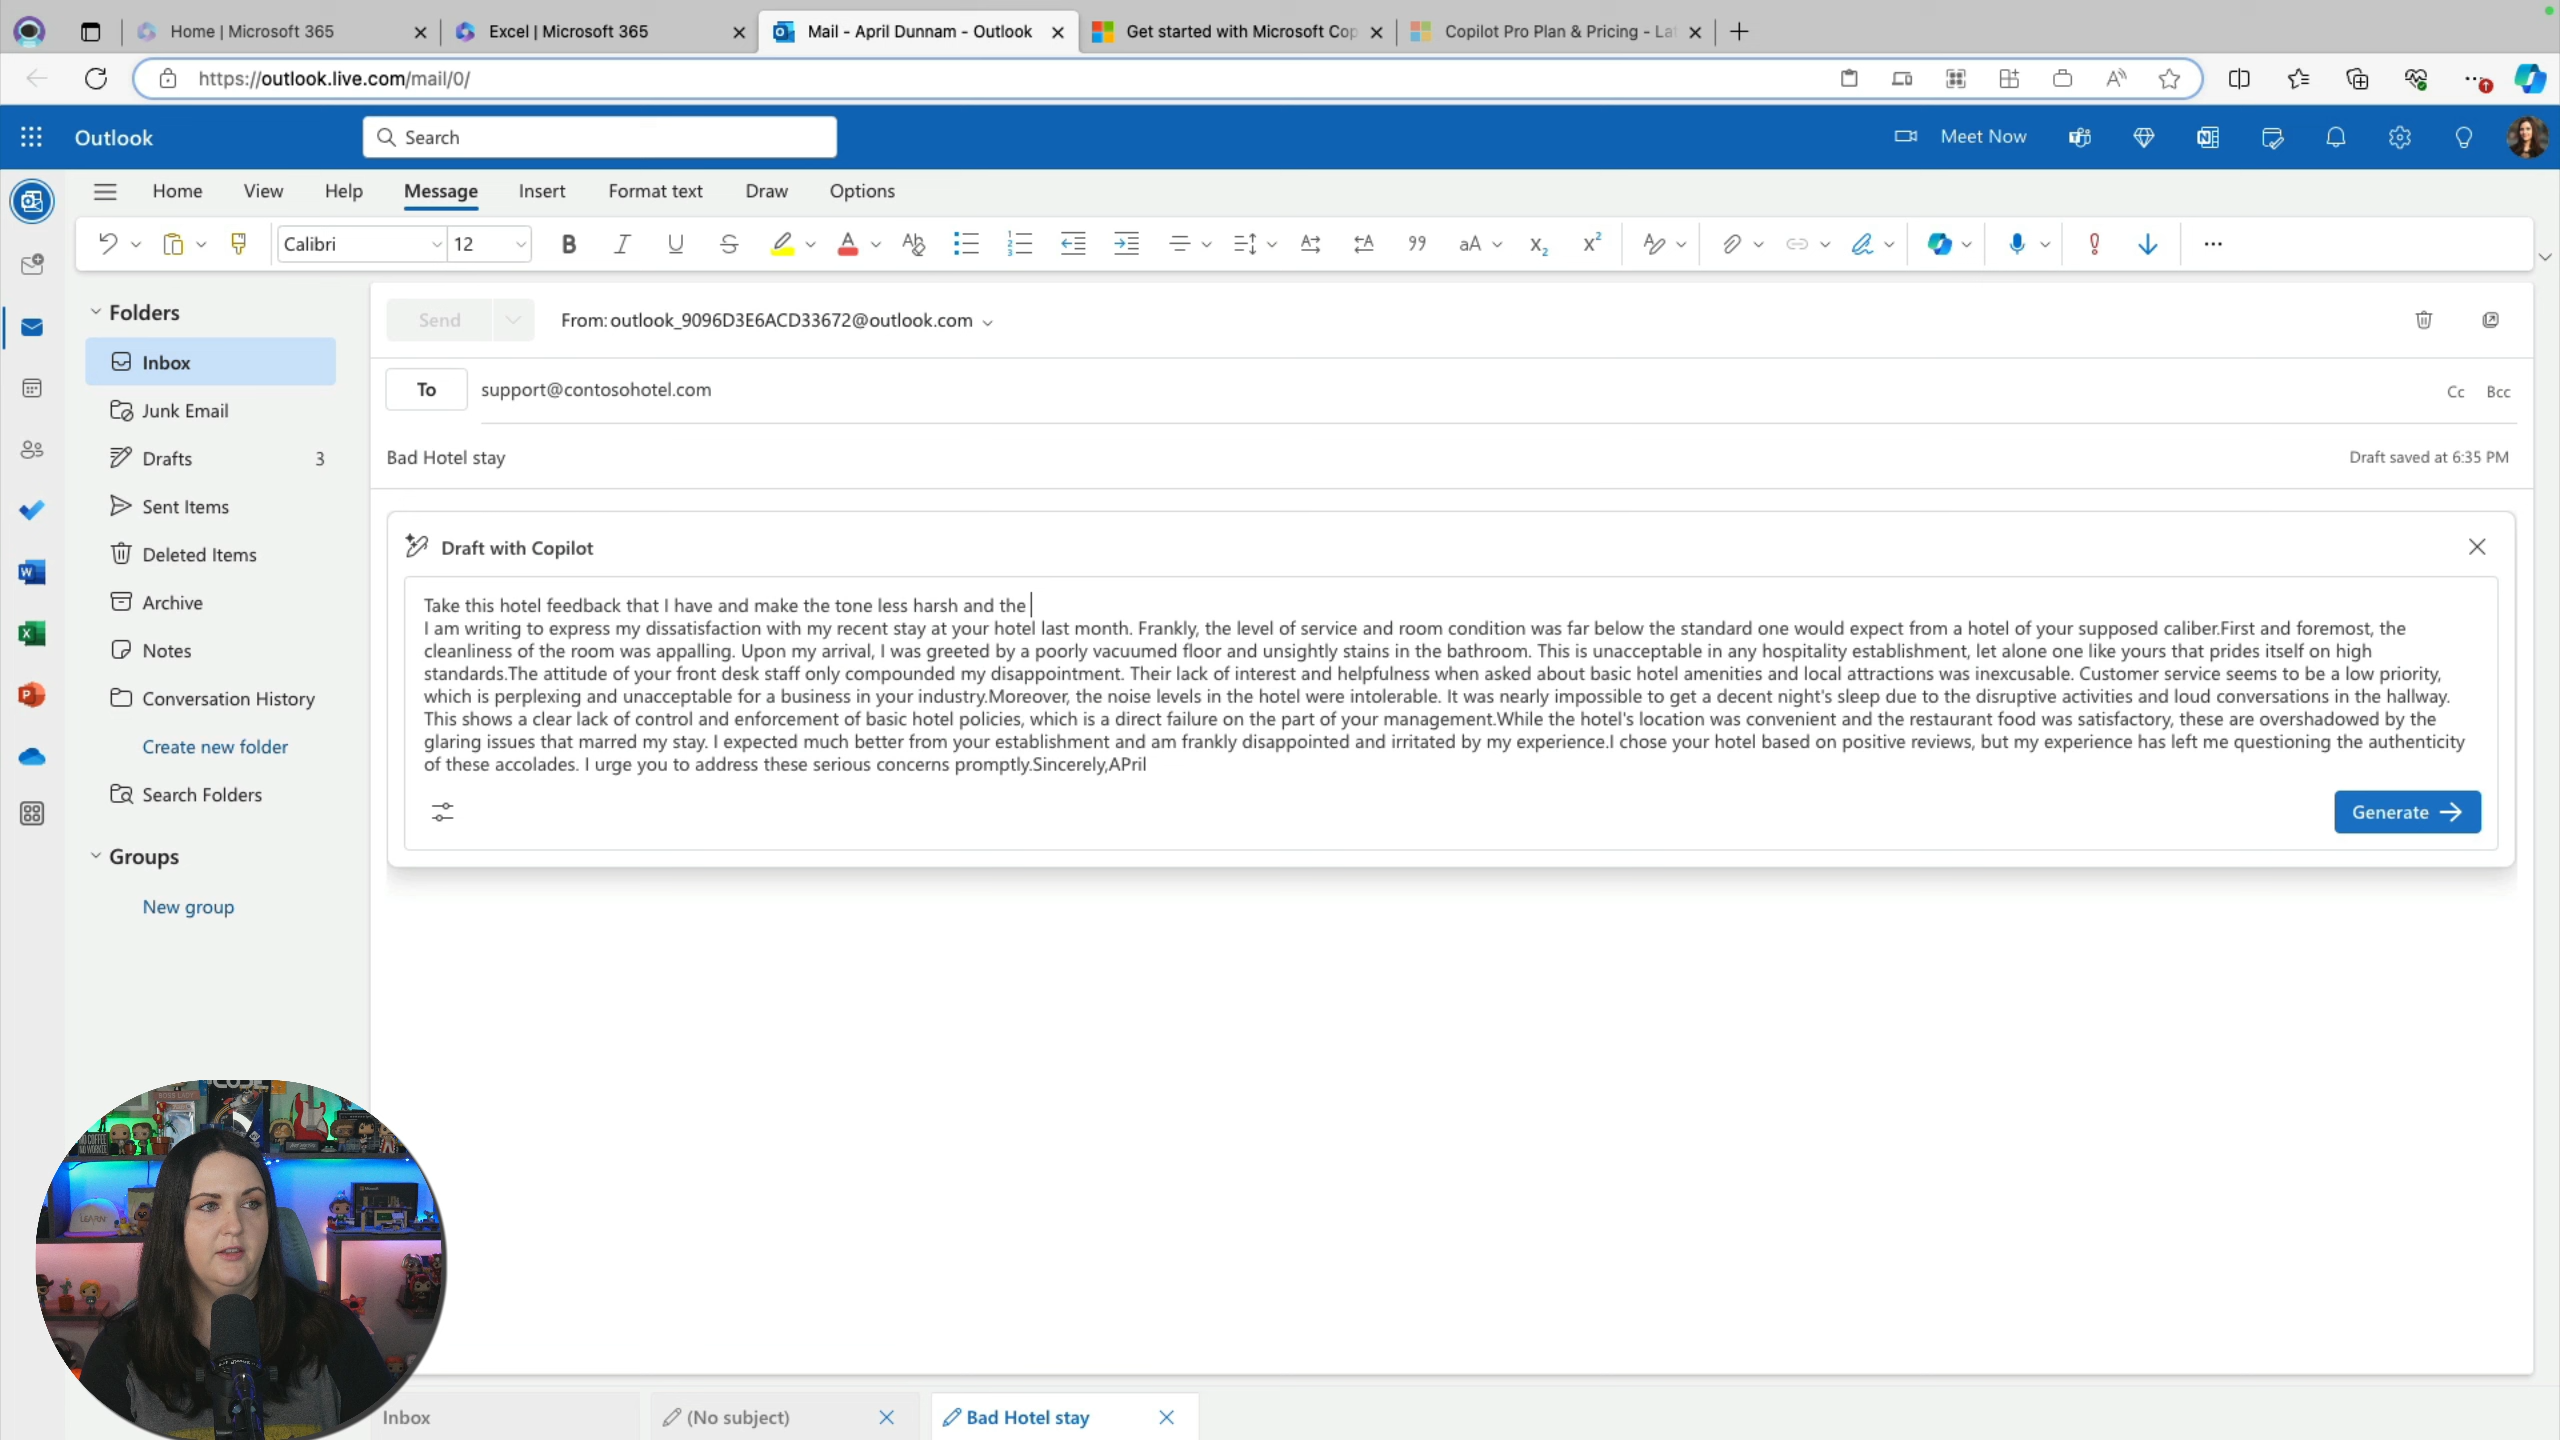 Home | Microsoft 365
Excel | Microsoft 365
Mail - April Dunnam - Outlook
Get started with Microsoft Cop
Copilot Pro Plan & Pricing - La
https://outlook.live.com/mail/0/
Outlook
Search
Meet Now
Home View Help Message Insert Format text Draw Options
Calibri 12
Folders
Inbox
Junk Email
Drafts 3
Sent Items
Deleted Items
Archive
Notes
Conversation History
Create new folder
Search Folders
Groups
New group
Send From: outlook_9096D3E6ACD33672@outlook.com
To support@contosohotel.com Cc Bcc
Bad Hotel stay Draft saved at 6:35 PM
Draft with Copilot
Take this hotel feedback that I have and make the tone less harsh and the
I am writing to express my dissatisfaction with my recent stay at your hotel last month. Frankly, the level of service and room condition was far below the standard one would expect from a hotel of your supposed caliber.First and foremost, the
cleanliness of the room was appalling. Upon my arrival, I was greeted by a poorly vacuumed floor and unsightly stains in the bathroom. This is unacceptable in any hospitality establishment, let alone one like yours that prides itself on high
standards.The attitude of your front desk staff only compounded my disappointment. Their lack of interest and helpfulness when asked about basic hotel amenities and local attractions was inexcusable. Customer service seems to be a low priority,
which is perplexing and unacceptable for a business in your industry.Moreover, the noise levels in the hotel were intolerable. It was nearly impossible to get a decent night's sleep due to the disruptive activities and loud conversations in the hallway.
This shows a clear lack of control and enforcement of basic hotel policies, which is a direct failure on the part of your management.While the hotel's location was convenient and the restaurant food was satisfactory, these are overshadowed by the
glaring issues that marred my stay. I expected much better from your establishment and am frankly disappointed and irritated by my experience.I chose your hotel based on positive reviews, but my experience has left me questioning the authenticity
of these accolades. I urge you to address these serious concerns promptly.Sincerely,APril
Generate
BOSS LADY
LEARN
Inbox
(No subject)
Bad Hotel stay